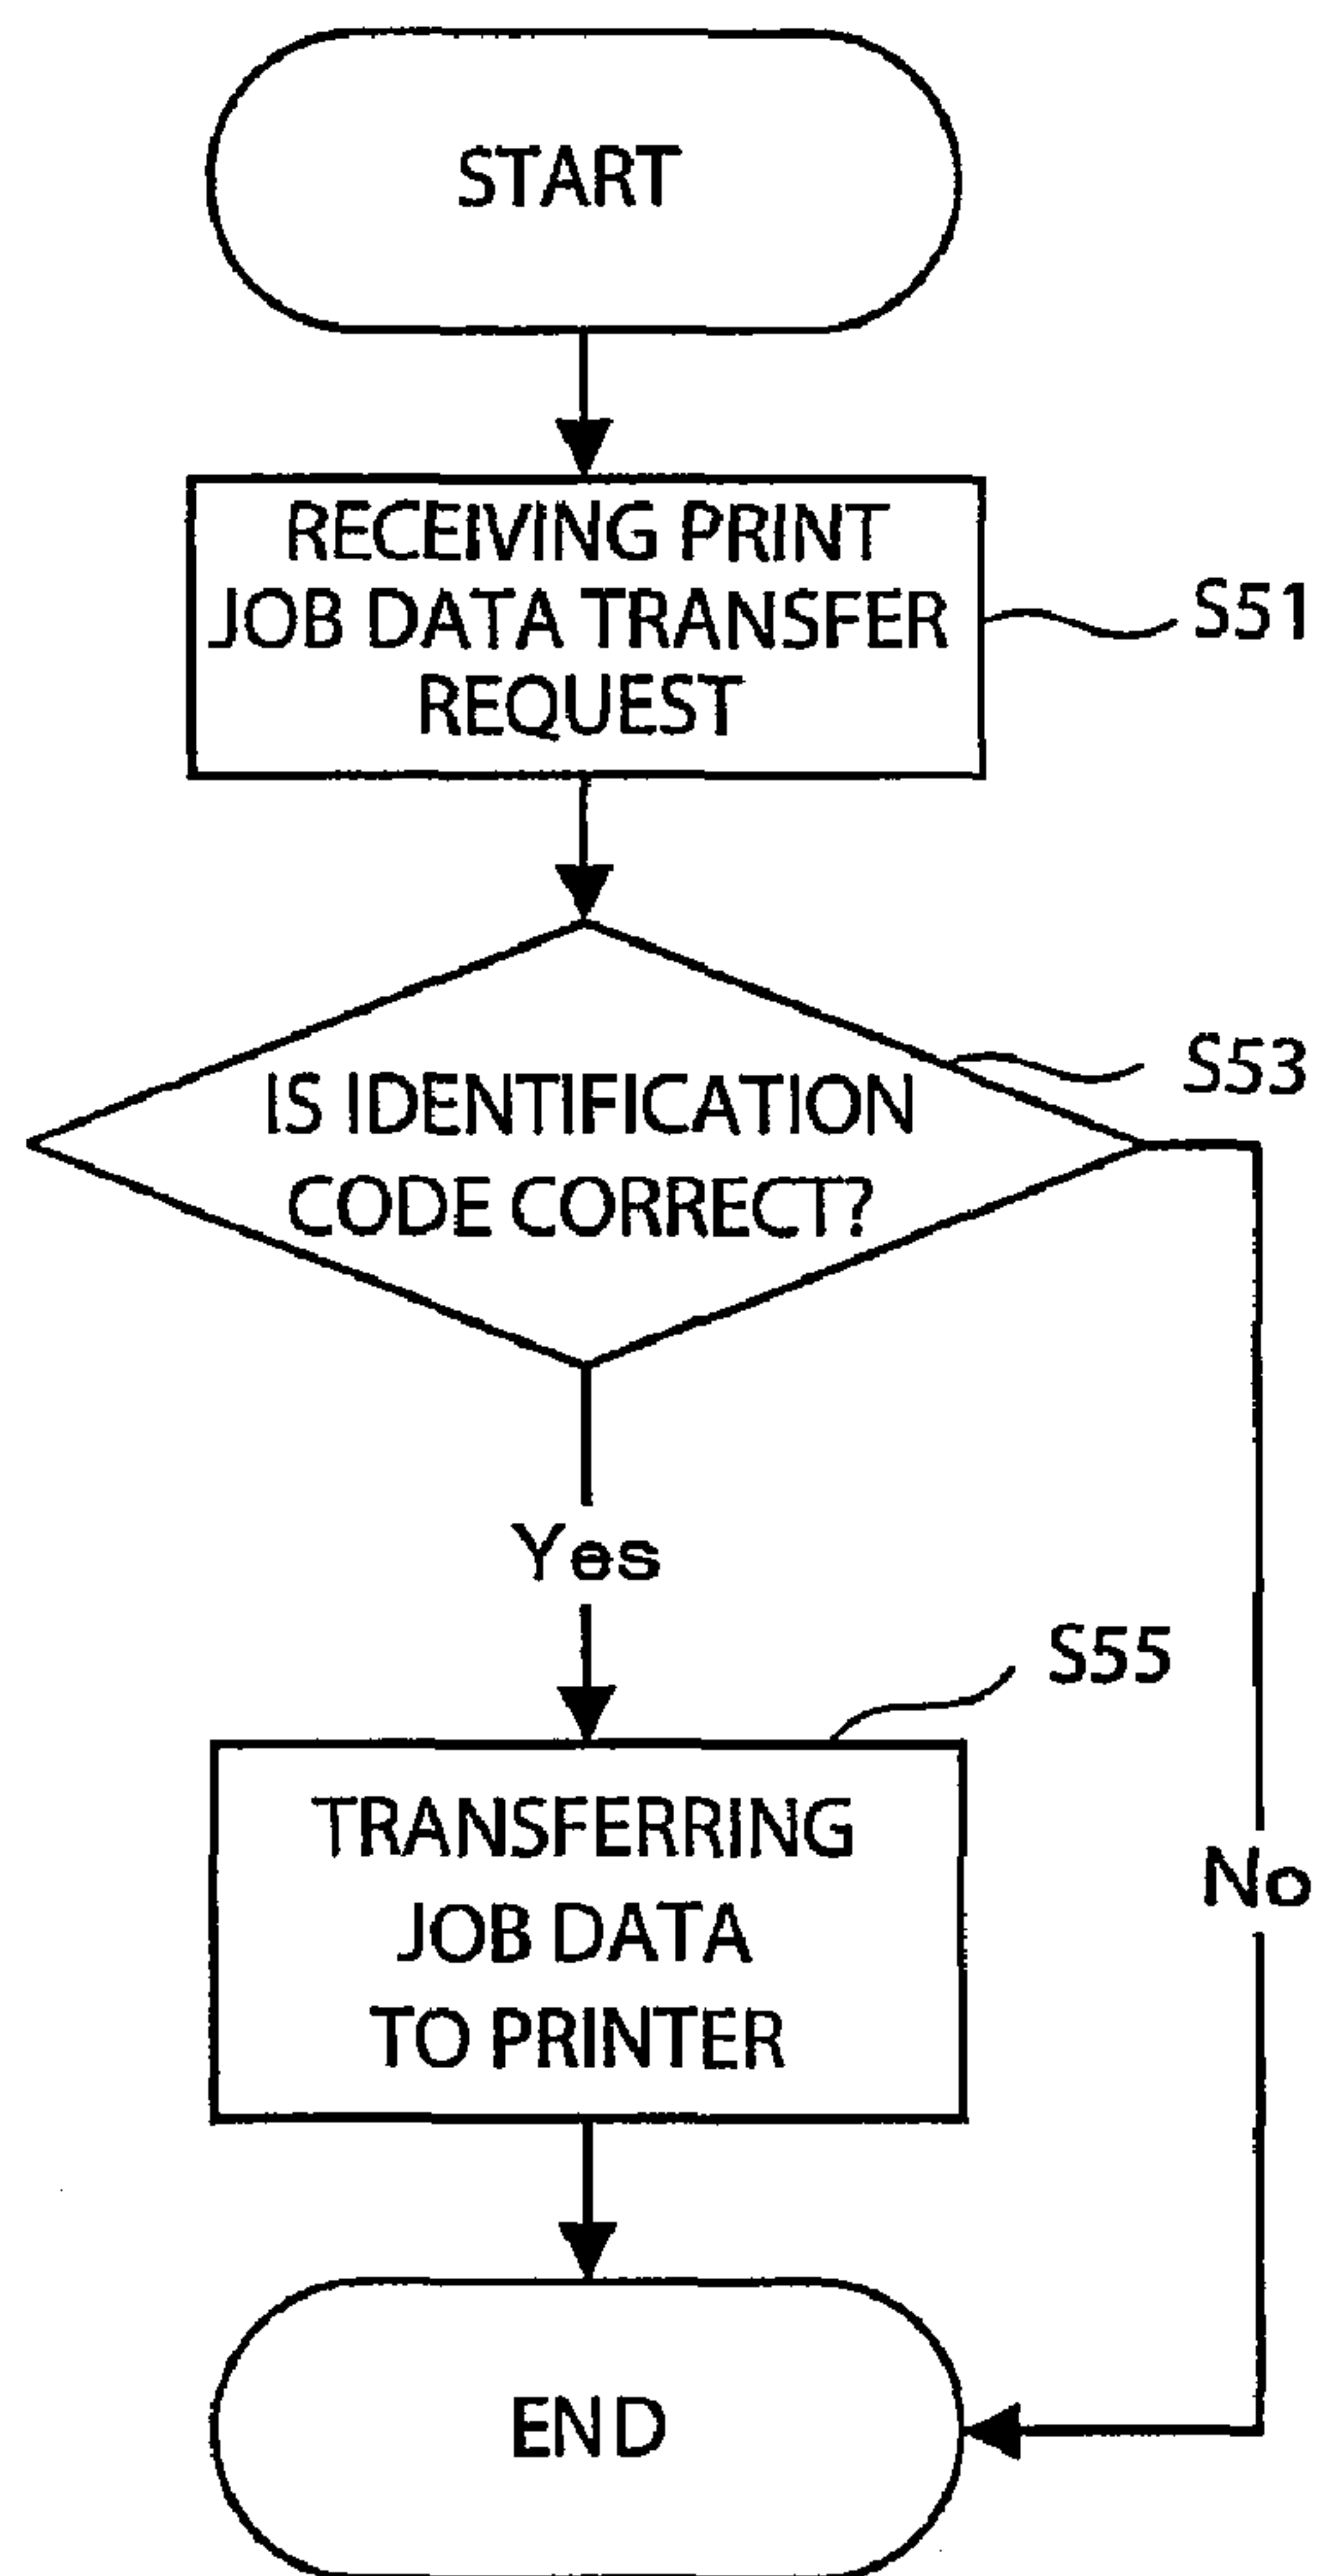 START
RECEIVING PRINT
JOB DATA TRANSFER
REQUEST
S51
S53
IS IDENTIFICATION
CODE CORRECT?
Yes
S55
TRANSFERRING
JOB DATA
TO PRINTER
No
END